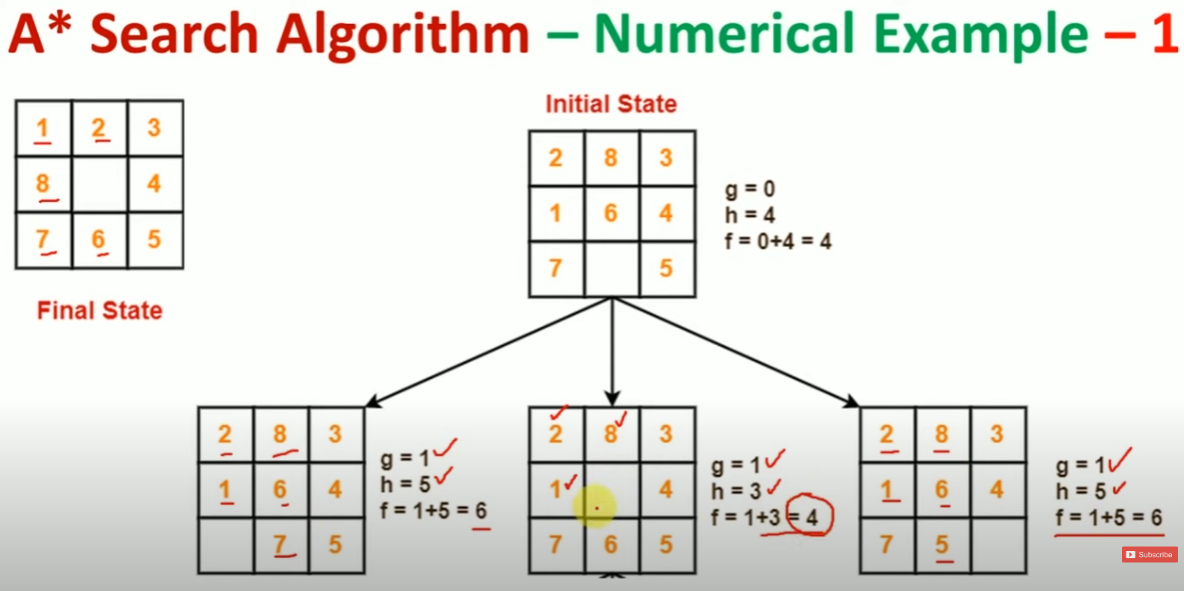 A* Search Algorithm – Numerical Example – 1
1 2 3
8 4
7 6 5
Final State
Initial State
2 8 3
1 6 4
7 5
g = 0
h = 4
f = 0+4 = 4
2 8 3
1 6 4
7 5
g = 1
h = 5
f = 1+5 = 6
2 8 3
1 4
7 6 5
g = 1
h = 3
f = 1+3 = 4
2 8 3
1 6 4
7 5
g = 1
h = 5
f = 1+5 = 6
Subscribe